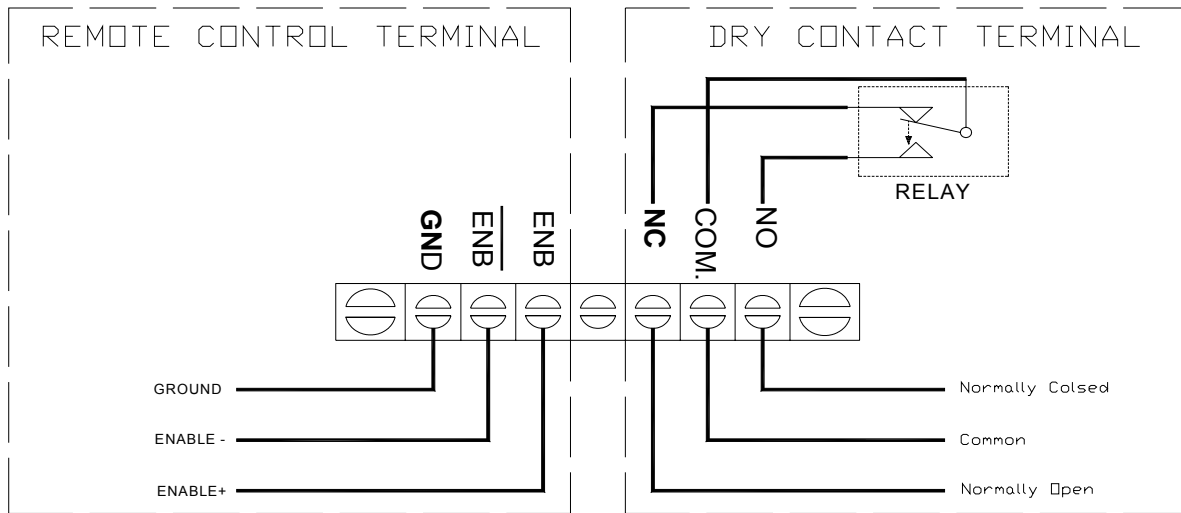 REMOTE CONTROL TERMINAL
DRY CONTACT TERMINAL
RELAY
GND
ENB
ENB
NC
COM.
NO
GROUND
ENABLE -
ENABLE+
Normally Colsed
Common
Normally Open